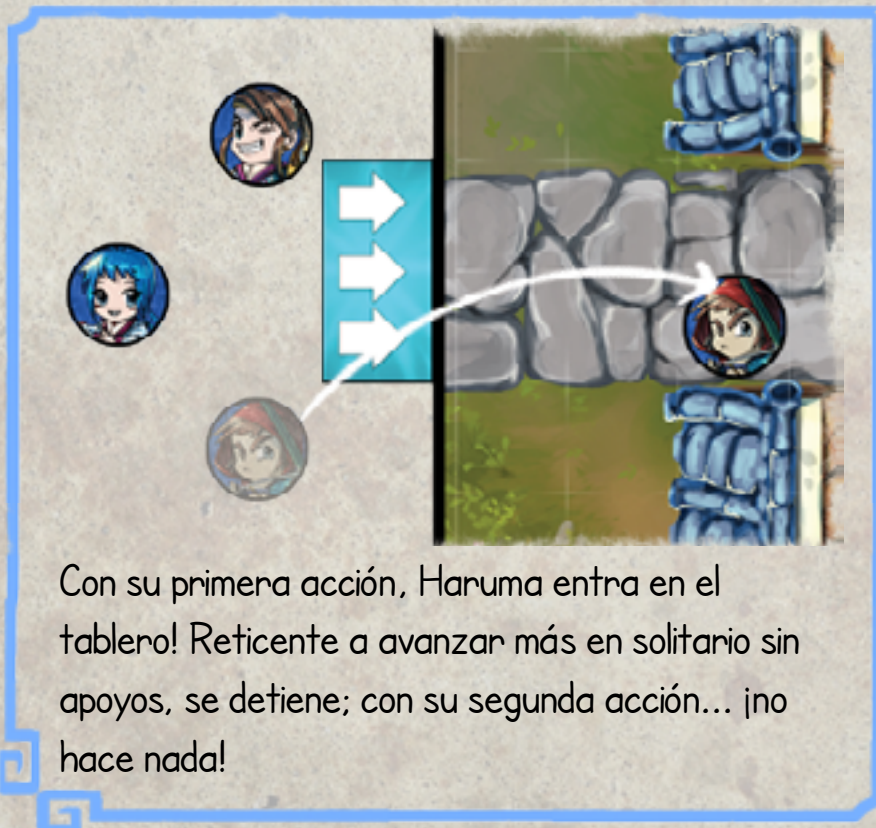 Con su primera acción, Haruma entra en el
tablero! Reticente a avanzar más en solitario sin
apoyos, se detiene; con su segunda acción... ¡no
hace nada!